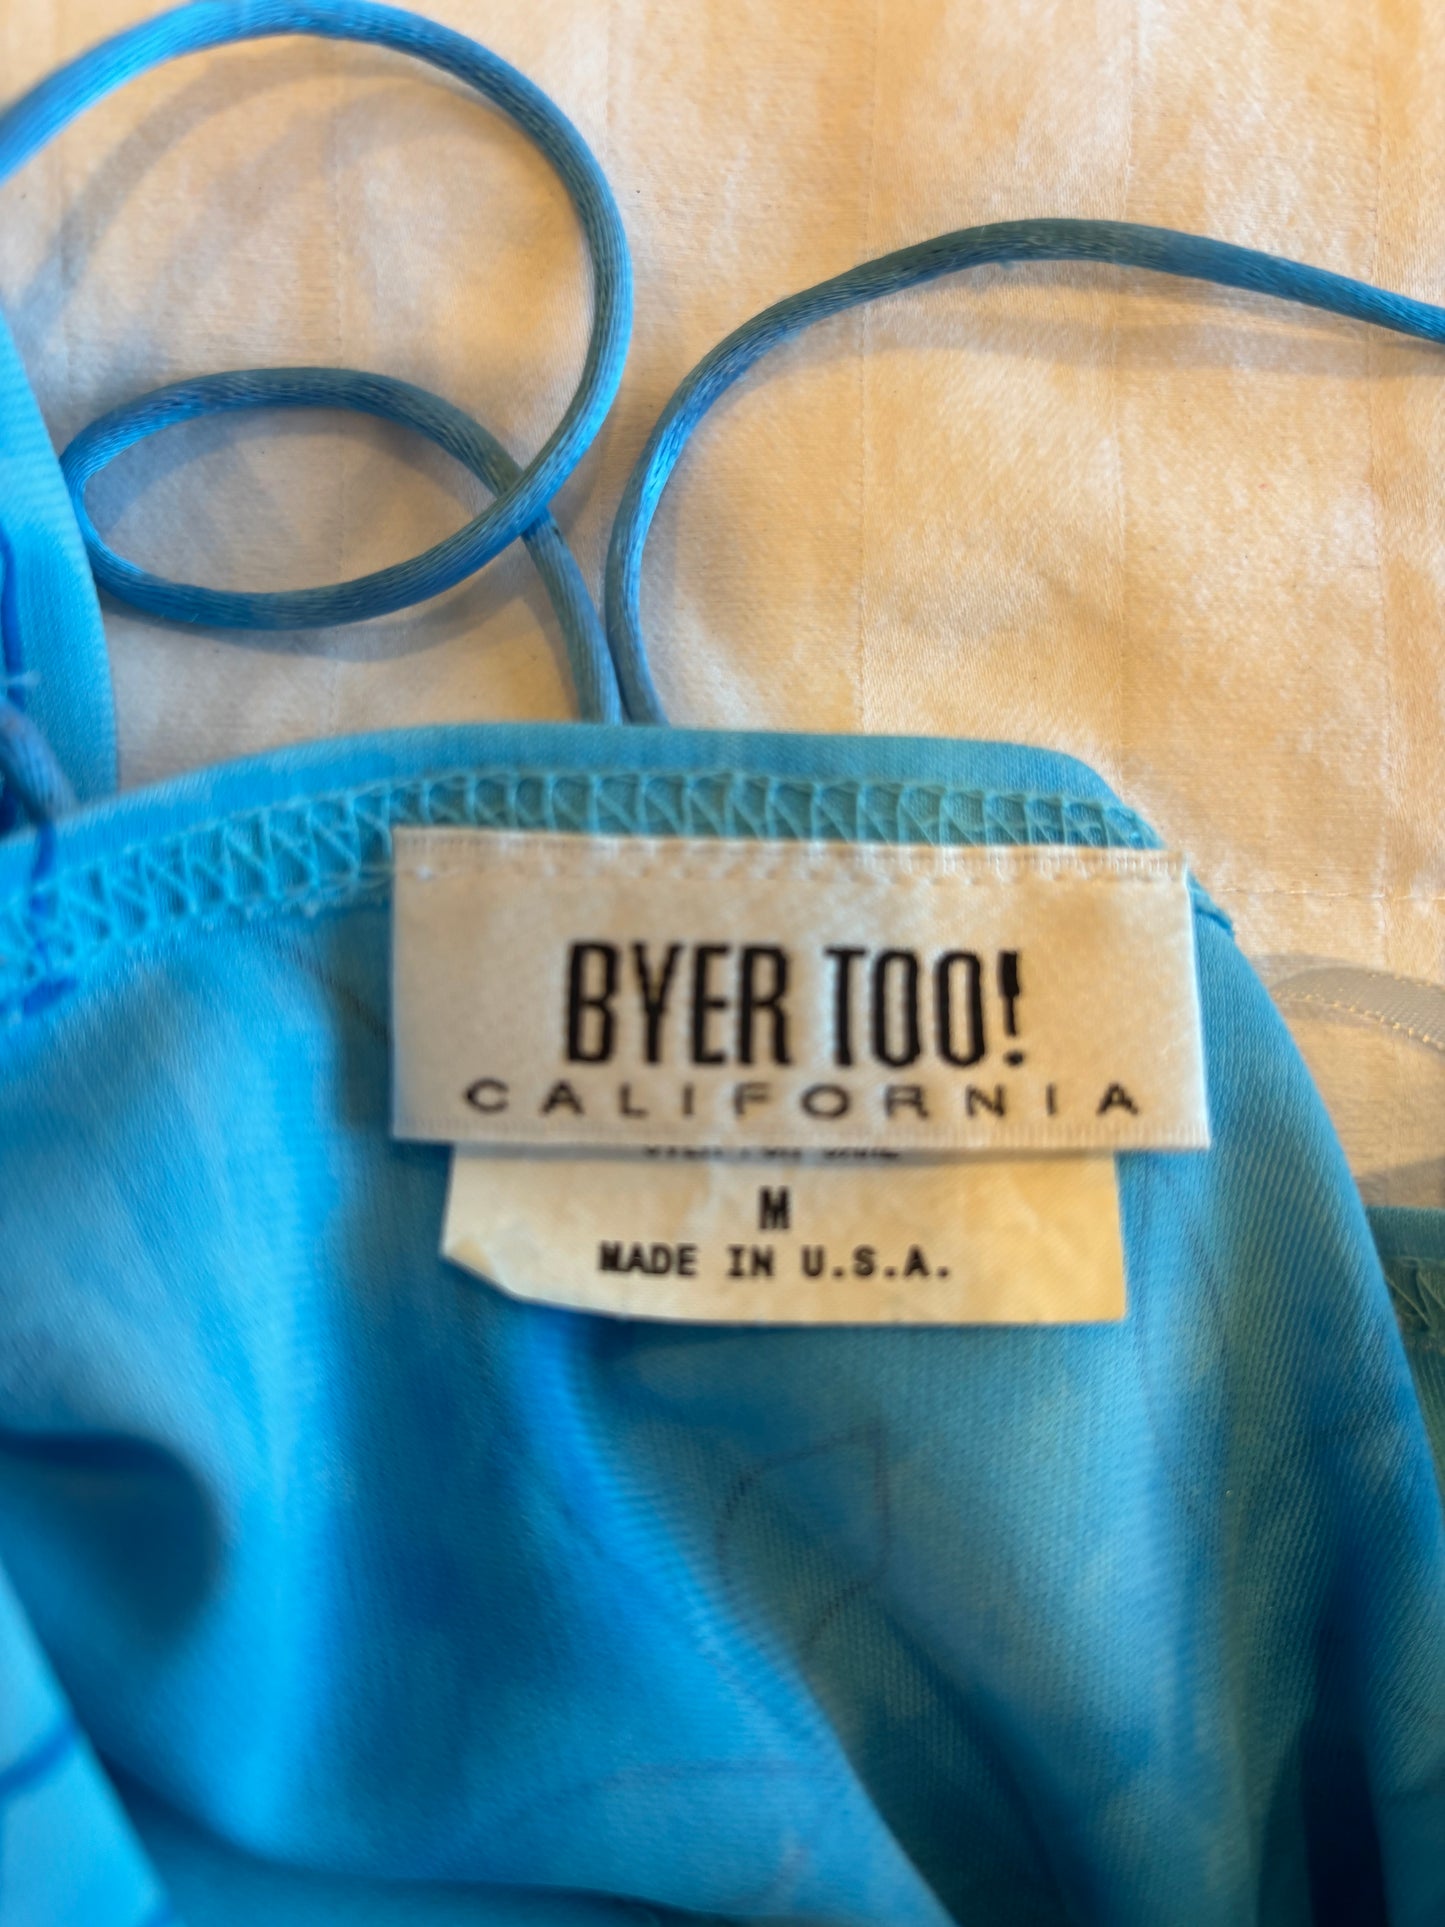 BYER TOO!
CALIFORNIA
M
MADE IN U.S.A.